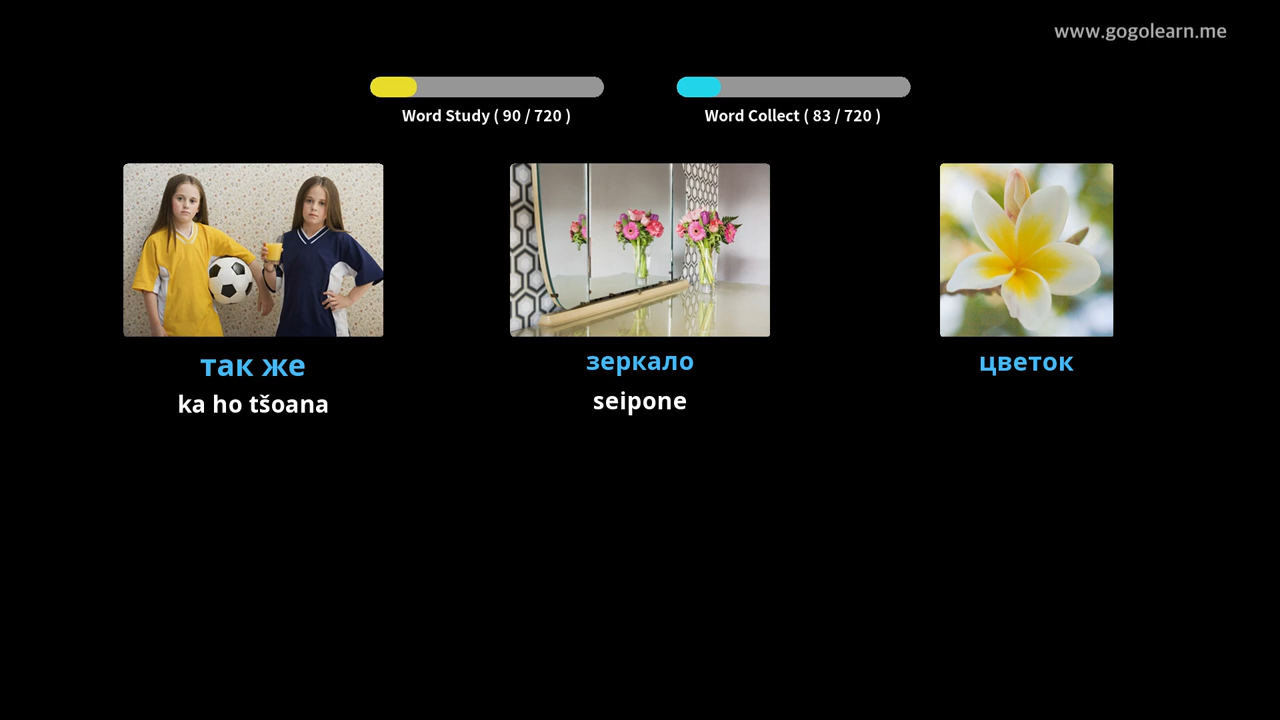 www.gogolearn.me
Word Study ( 90 / 720 )
Word Collect ( 83 / 720 )
так же
ka ho tšoana
зеркало
seipone
цветок